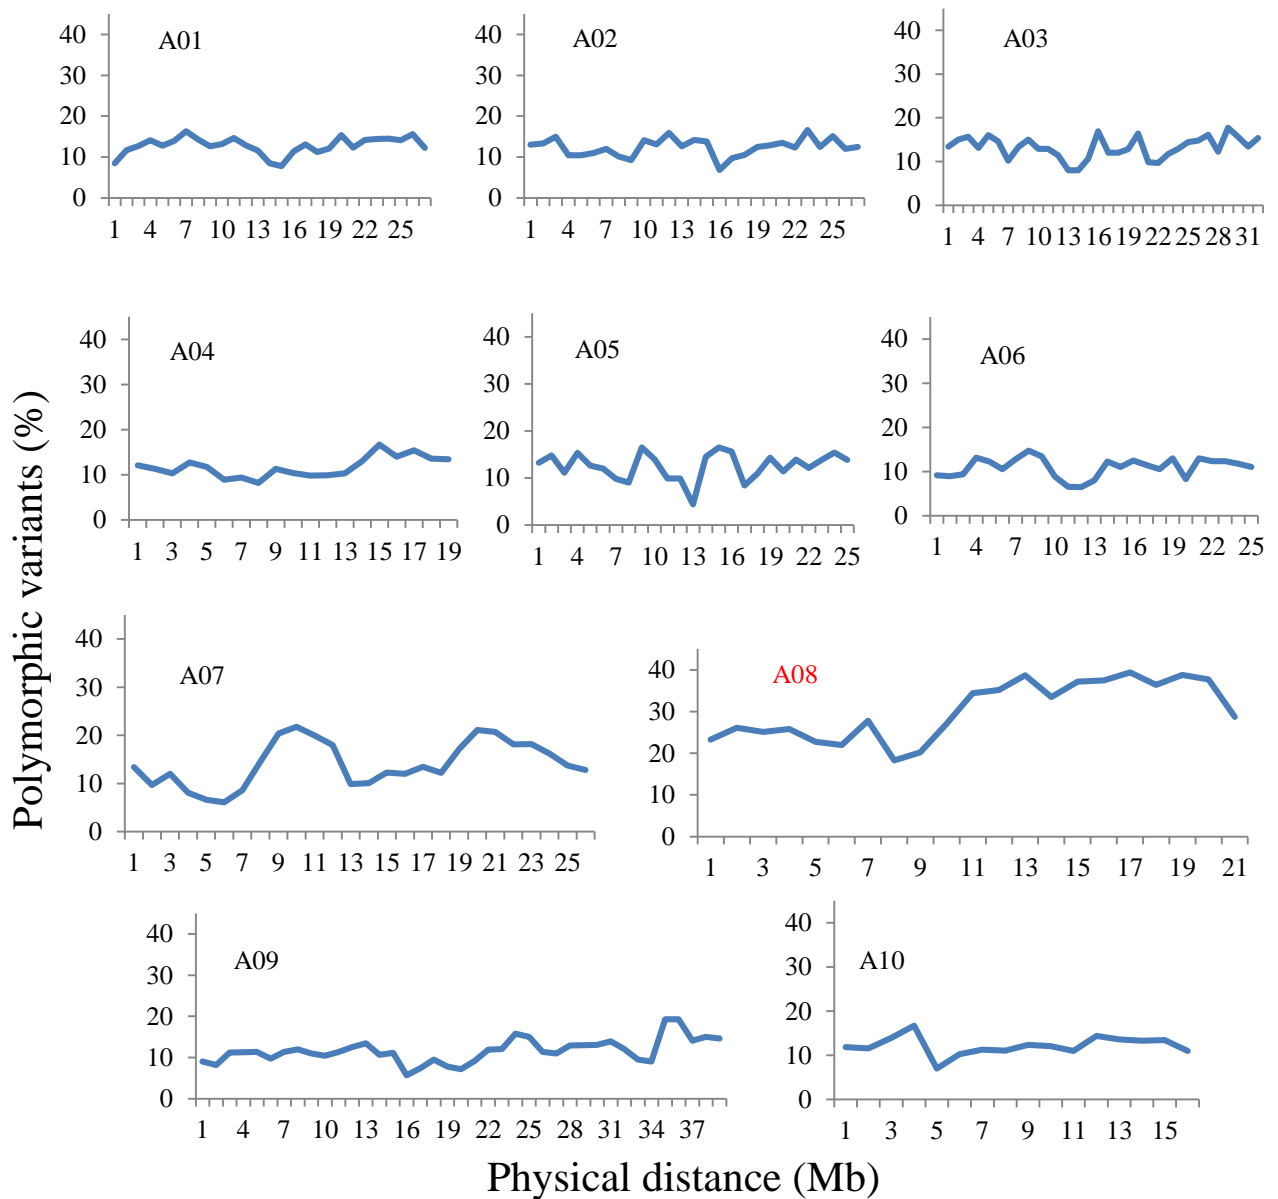 A01
40
30
20
10
0
1 4 7 10 13 16 19 22 25
A02
40
30
20
10
0
1 4 7 10 13 16 19 22 25
A03
40
30
20
10
0
1 4 7 10 13 16 19 22 25 28 31
Polymorphic variants (%)
A04
40
30
20
10
0
1 3 5 7 9 11 13 15 17 19
A05
40
30
20
10
0
1 4 7 10 13 16 19 22 25
A06
40
30
20
10
0
1 4 7 10 13 16 19 22 25
A07
40
30
20
10
0
1 3 5 7 9 11 13 15 17 19 21 23 25
A08
40
30
20
10
0
1 3 5 7 9 11 13 15 17 19 21
A09
40
30
20
10
0
1 4 7 10 13 16 19 22 25 28 31 34 37
A10
40
30
20
10
0
1 3 5 7 9 11 13 15
Physical distance (Mb)